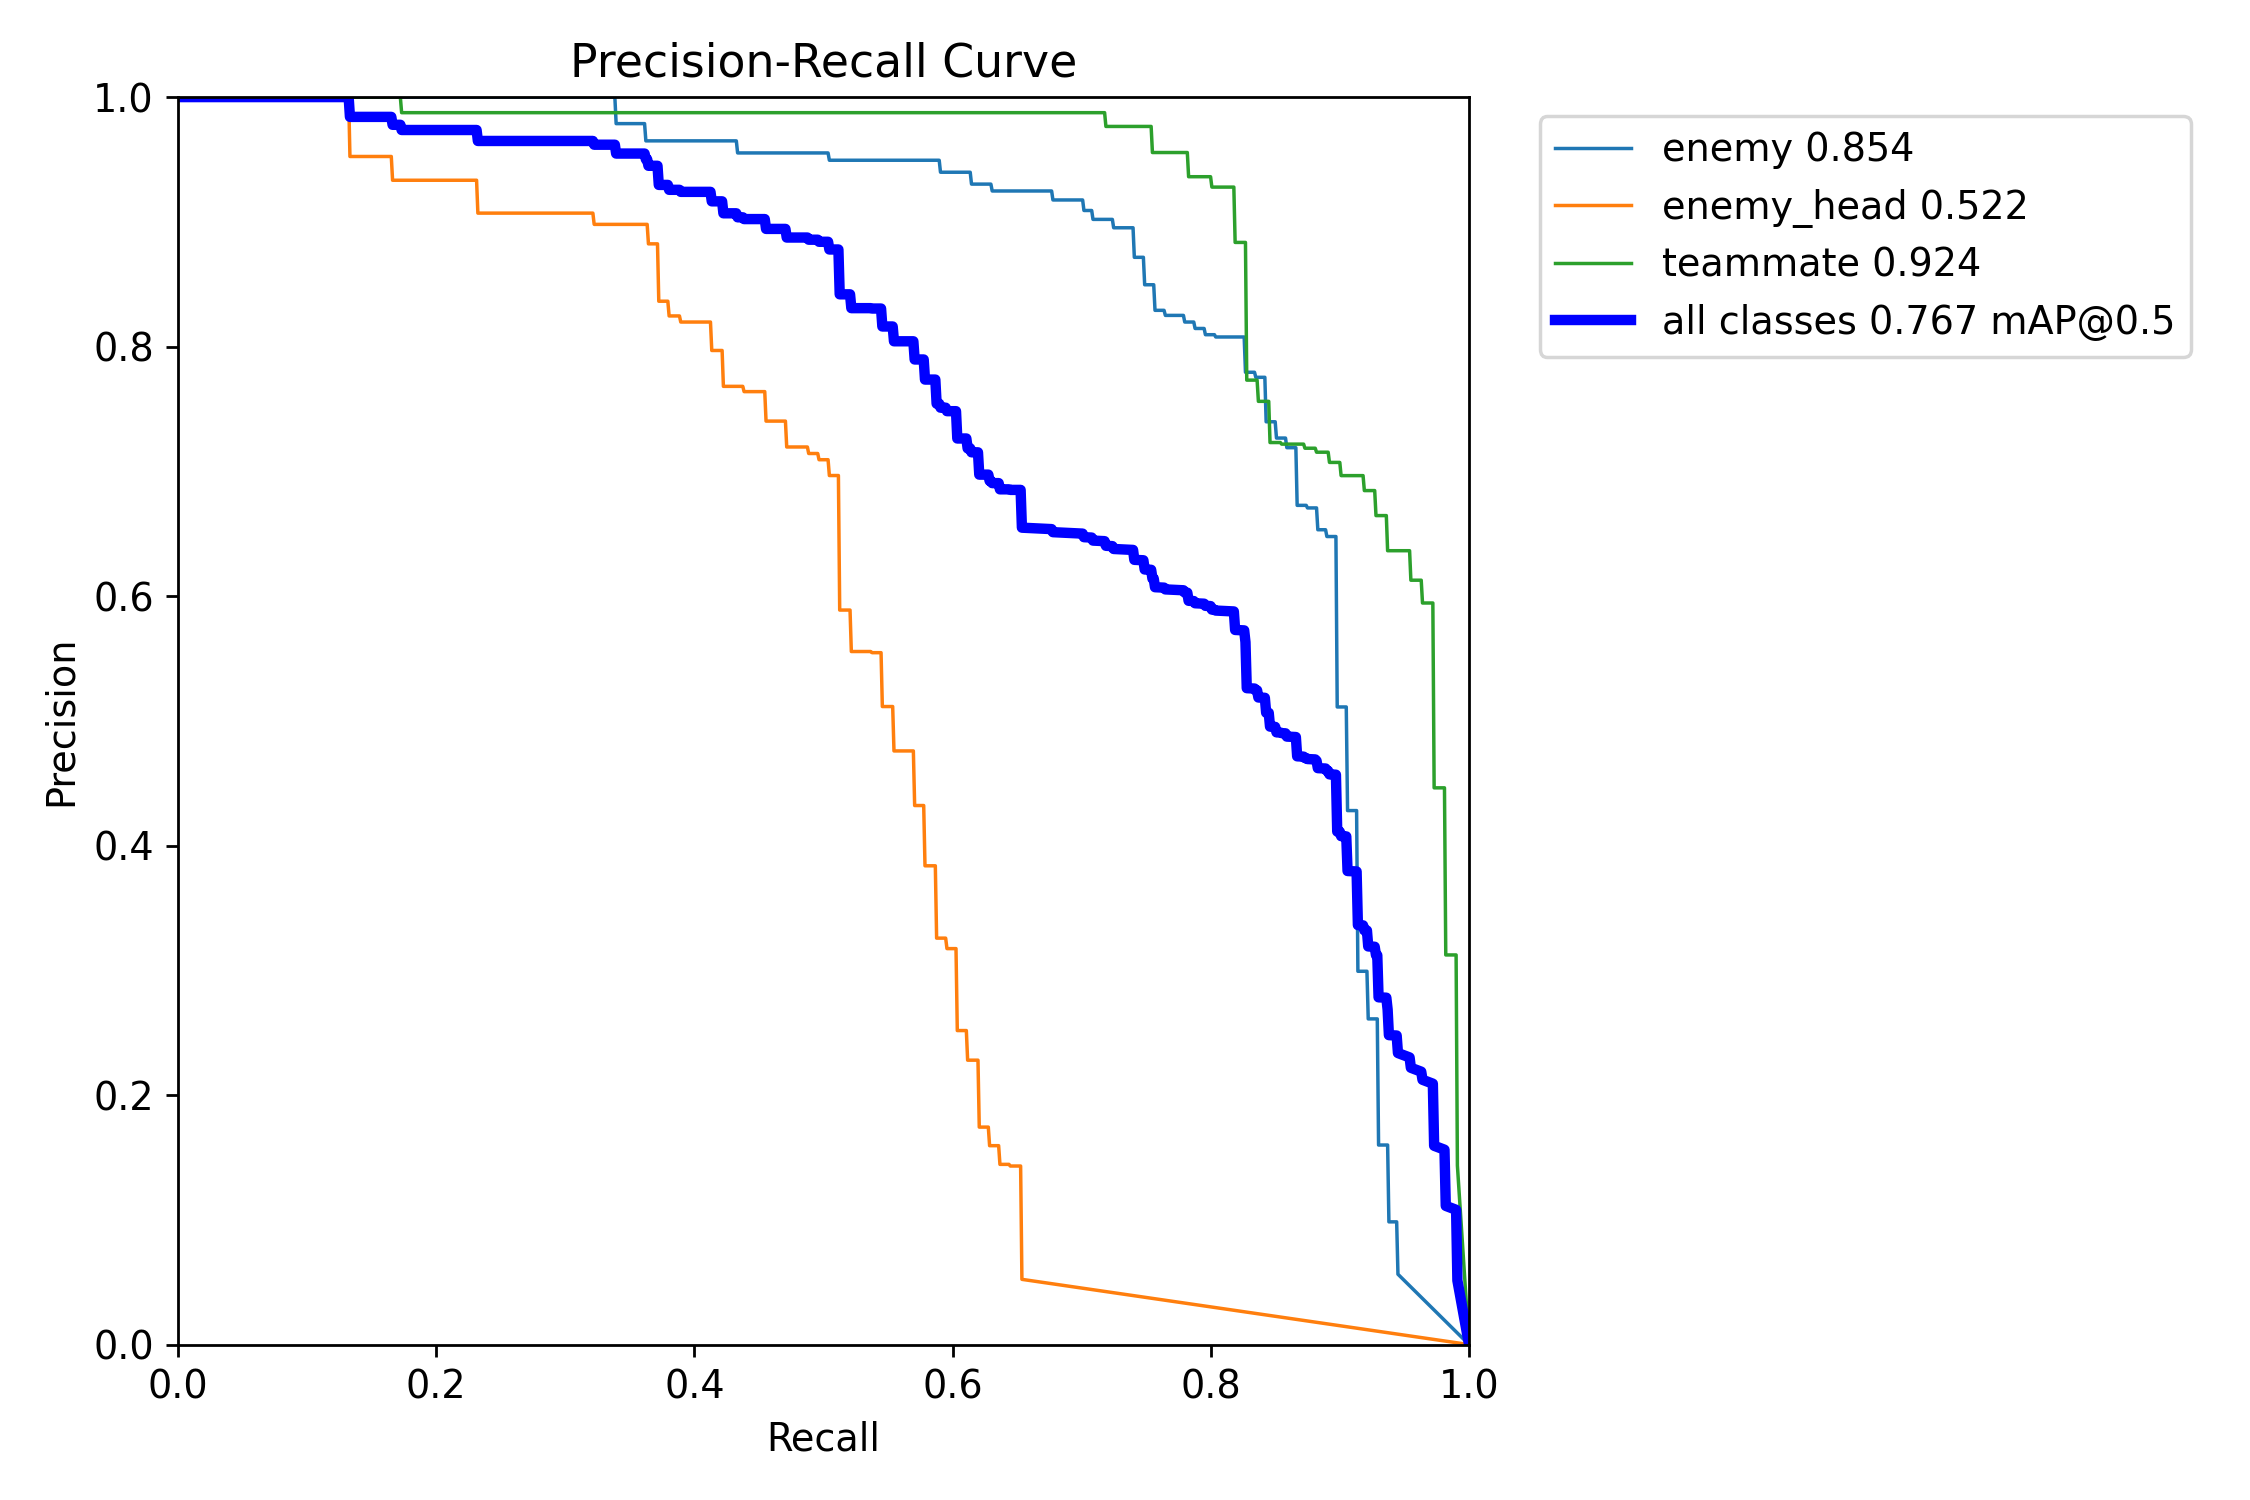 Precision-Recall Curve
1.0
0.8
0.6
0.4
0.2
0.0
Precision
0.0 0.2 0.4 0.6 0.8 1.0
Recall
enemy 0.854
enemy_head 0.522
teammate 0.924
all classes 0.767 mAP@0.5